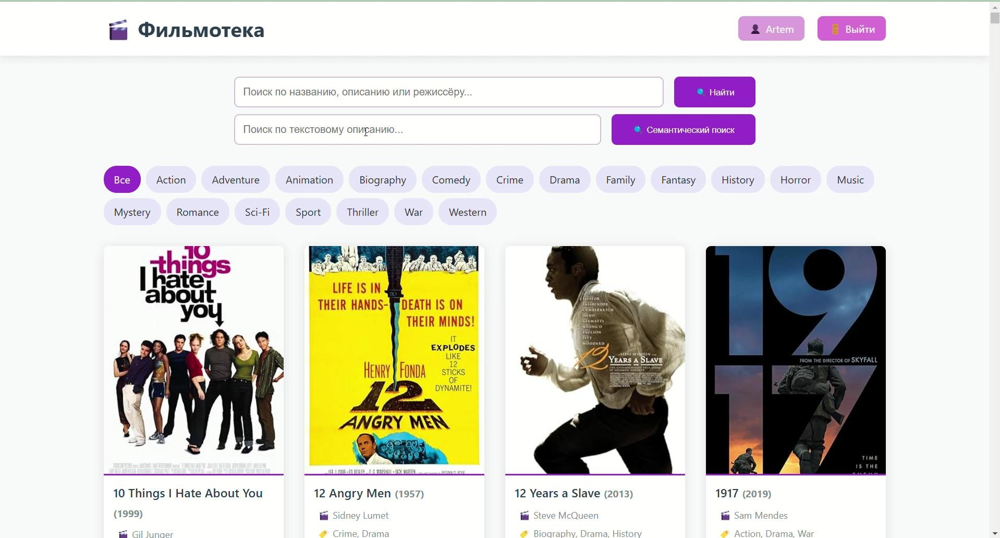 Фильмотека
Artem
Выйти
Поиск по названию, описанию или режиссёру...
Найти
Поиск по текстовому описанию...
Семантический поиск
Все Action Adventure Animation Biography Comedy Crime Drama Family Fantasy History Horror Music
Mystery Romance Sci-Fi Sport Thriller War Western
10
things
I hate
about
you
LIFE IS IN
THEIR HANDS- DEATH IS ON
THEIR MINDS!
IT
EXPLODES
LIKE
12
STICKS
OF
DYNAMITE!
HENRY FONDA
12
ANGRY MEN
LEE J. COBB • ED BEGLEY • E. G. MARSHALL • JACK WARDEN
EJIOFOR
FASSBENDER
CUMBERBATCH
DANO
GIAMATTI
NYONG'O
PAULSON
PITT
WOODARD
STEVE McQUEEN
12 YEARS A SLAVE
COMING SOON
19
FROM THE DIRECTOR OF SKYFALL
17
TIME
IS THE
10 Things I Hate About You
(1999)
Gil Junger
12 Angry Men (1957)
Sidney Lumet
Crime, Drama
12 Years a Slave (2013)
Steve McQueen
Biography, Drama, History
1917 (2019)
Sam Mendes
Action, Drama, War